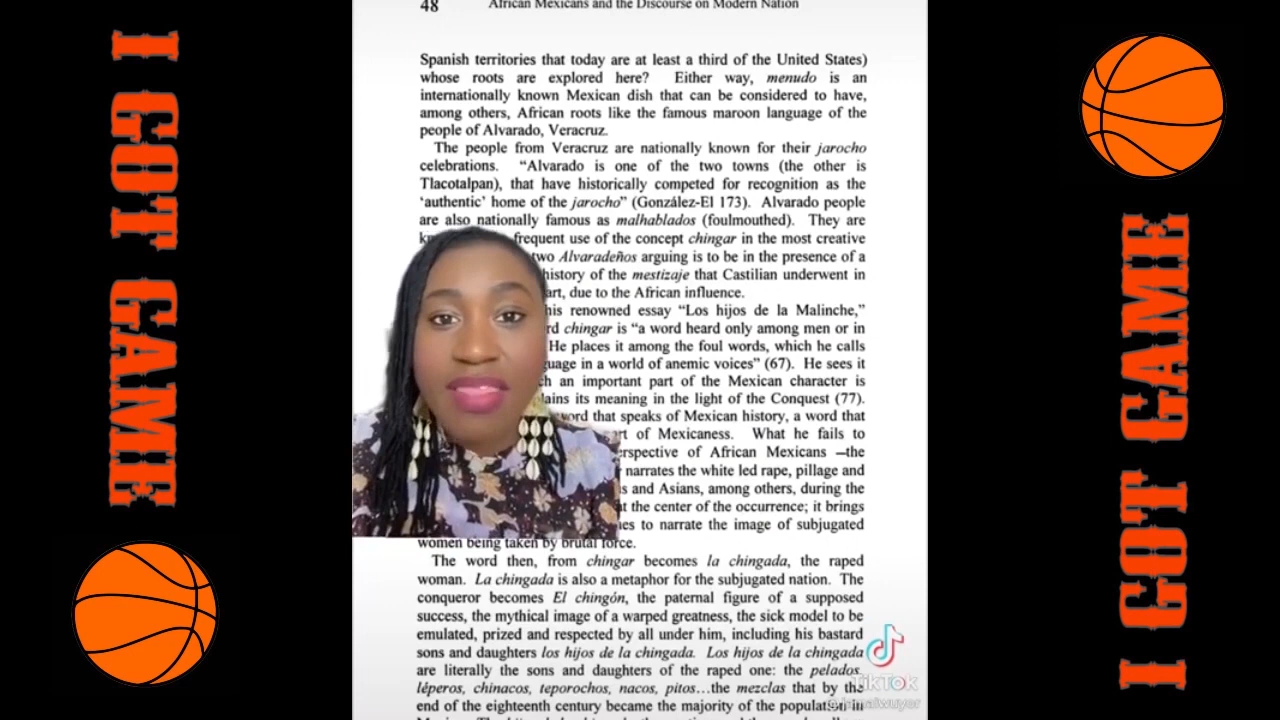 I GOT GAME
48 African Mexicans and the Discourse on Modern Nation
Spanish territories that today are at least a third of the United States)
whose roots are explored here? Either way, menudo is an
internationally known Mexican dish that can be considered to have,
among others, African roots like the famous maroon language of the
people of Alvarado, Veracruz.
The people from Veracruz are nationally known for their jarocho
celebrations. "Alvarado is one of the two towns (the other is
Tlacotalpan), that have historically competed for recognition as the
'authentic' home of the jarocho" (González-El 173). Alvarado people
are also nationally famous as malhablados (foulmouthed). They are
frequent use of the concept chingar in the most creative
two Alvaradeños arguing is to be in the presence of a
history of the mestizaje that Castilian underwent in
art, due to the African influence.
his renowned essay "Los hijos de la Malinche,"
chingar is "a word heard only among men or in
He places it among the foul words, which he calls
in a world of anemic voices" (67). He sees it
an important part of the Mexican character is
its meaning in the light of the Conquest (77).
word that speaks of Mexican history, a word that
of Mexicaness. What he fails to
of African Mexicans —the
narrates the white led rape, pillage and
and Asians, among others, during the
the center of the occurrence; it brings
to narrate the image of subjugated
women being taken by brutal force.
The word then, from chingar becomes la chingada, the raped
woman. La chingada is also a metaphor for the subjugated nation. The
conqueror becomes El chingón, the paternal figure of a supposed
success, the mythical image of a warped greatness, the sick model to be
emulated, prized and respected by all under him, including his bastard
sons and daughters los hijos de la chingada. Los hijos de la chingada
are literally the sons and daughters of the raped one: the pelados,
léperos, chinacos, teporochos, nacos, pitos...the mezclas that by the
end of the eighteenth century became the majority of the population in
TikTok
I GOT GAME